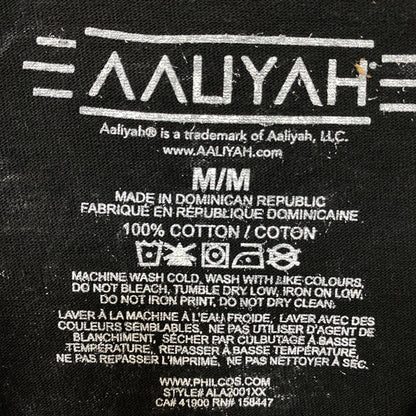 AALIYAH
Aaliyah® is a trademark of Aaliyah, LLC.
www.AALIYAH.com
M/M
MADE IN DOMINICAN REPUBLIC
FABRIQUÉ EN RÉPUBLIQUE DOMINICAINE
100% COTTON / COTON
MACHINE WASH COLD, WASH WITH LIKE COLOURS,
DO NOT BLEACH, TUMBLE DRY LOW, IRON ON LOW,
DO NOT IRON PRINT, DO NOT DRY CLEAN.
LAVER À LA MACHINE À L'EAU FROIDE, LAVER AVEC DES
COULEURS SEMBLABLES, NE PAS UTILISER D'AGENT DE
BLANCHIMENT, SÉCHER PAR CULBUTAGE À BASSE
TEMPÉRATURE, REPASSER À BASSE TEMPÉRATURE,
NE PAS REPASSER L'IMPRIMÉ, NE PAS NETTOYER À SEC.
WWW.PHILCOS.COM
STYLE# ALA2001XX
CA# 41900 RN# 158447